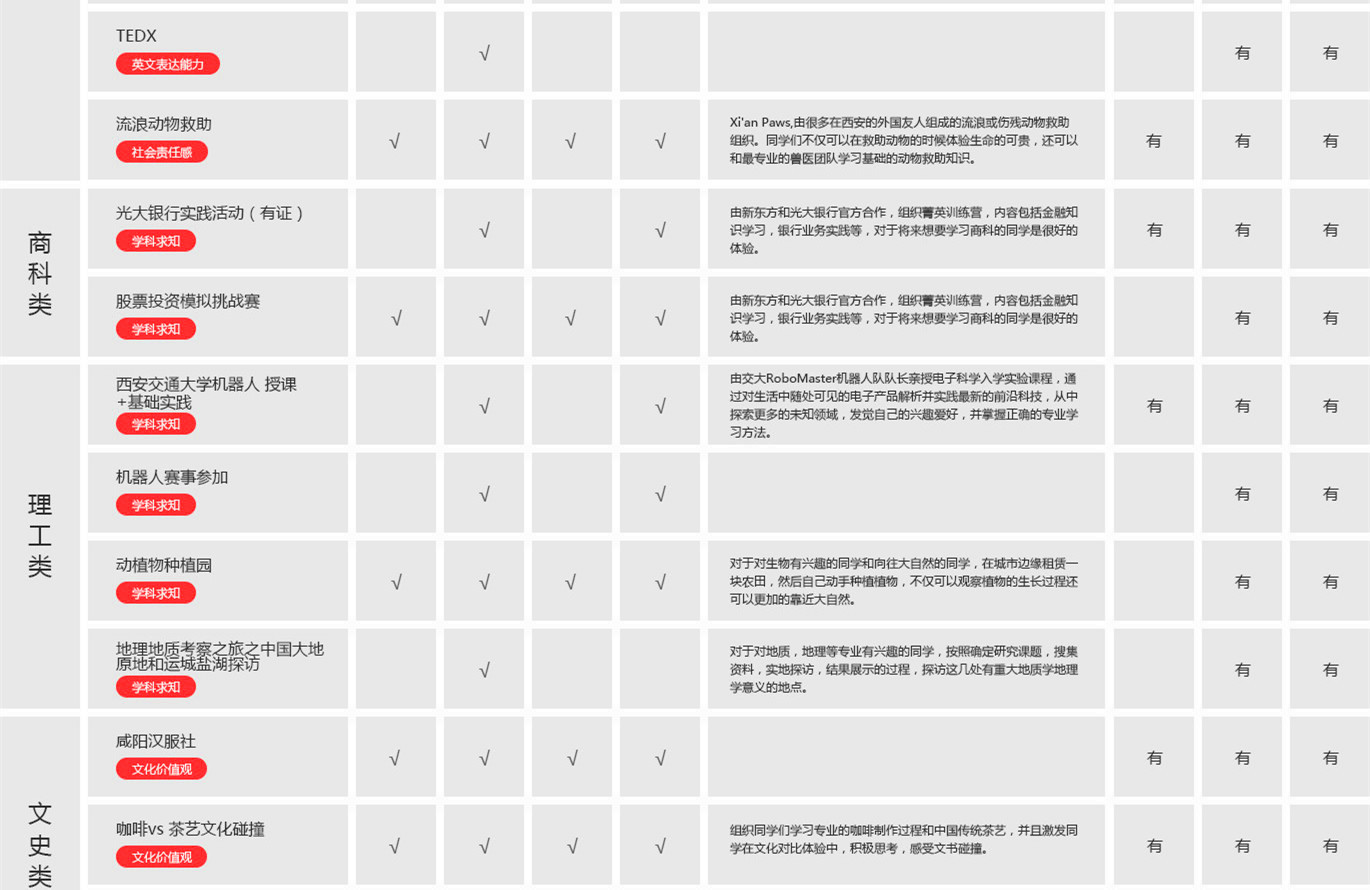 TEDX
英文表达能力
√
有
有
流浪动物救助
社会责任感
√
√
√
√
Xi'an Paws,由很多在西安的外国友人组成的流浪或伤残动物救助
组织。同学们不仅可以在救助动物的时候体验生命的可贵，还可以
和最专业的兽医团队学习基础的动物救助知识。
有
有
有
商
科
类
光大银行实践活动（有证）
学科求知
√
√
由新东方和光大银行官方合作，组织菁英训练营，内容包括金融知
识学习，银行业务实践等，对于将来想要学习商科的同学是很好的
体验。
有
有
有
股票投资模拟挑战赛
学科求知
√
√
√
√
由新东方和光大银行官方合作，组织菁英训练营，内容包括金融知
识学习，银行业务实践等，对于将来想要学习商科的同学是很好的
体验。
有
有
理
工
类
西安交通大学机器人 授课
+基础实践
学科求知
√
√
由交大RoboMaster机器人队队长亲授电子科学入学实验课程，通
过对生活中随处可见的电子产品解析并实践最新的前沿科技，从中
探索更多的未知领域，发觉自己的兴趣爱好，并掌握正确的专业学
习方法。
有
有
有
机器人赛事参加
学科求知
√
√
有
有
动植物种植园
学科求知
√
√
√
√
对于对生物有兴趣的同学和向往大自然的同学，在城市边缘租赁一
块农田，然后自己动手种植植物，不仅可以观察植物的生长过程还
可以更加的靠近大自然。
有
有
地理地质考察之旅之中国大地
原地和运城盐湖探访
学科求知
√
对于对地质，地理等专业有兴趣的同学，按照确定研究课题，搜集
资料，实地探访，结果展示的过程，探访这几处有重大地质学地理
学意义的地点。
有
有
文
史
类
咸阳汉服社
文化价值观
√
√
√
√
有
有
有
咖啡vs 茶艺文化碰撞
文化价值观
√
√
√
√
组织同学们学习专业的咖啡制作过程和中国传统茶艺，并且激发同
学在文化对比体验中，积极思考，感受文书碰撞。
有
有
有